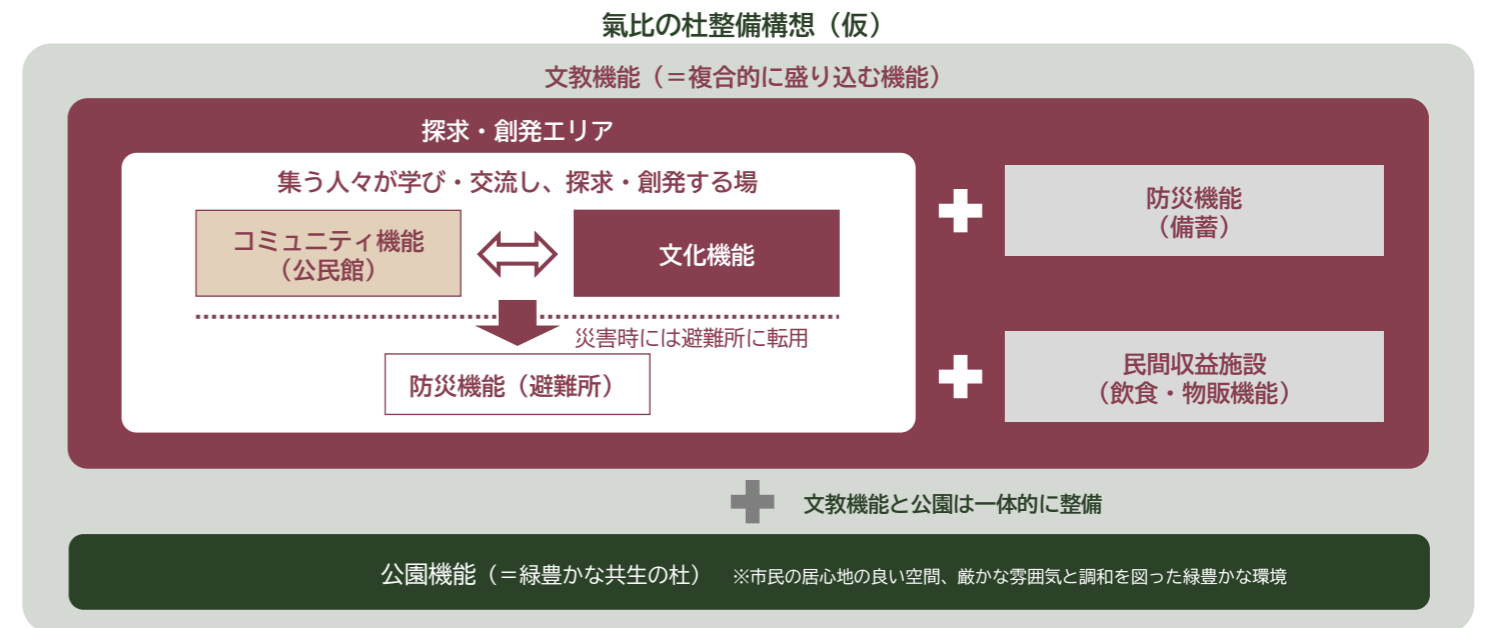 氣比の杜整備構想（仮）
文教機能（＝複合的に盛り込む機能）
探求・創発エリア
集う人々が学び・交流し、探求・創発する場
コミュニティ機能
（公民館）
文化機能
災害時には避難所に転用
防災機能（避難所）
防災機能
（備蓄）
民間収益施設
（飲食・物販機能）
文教機能と公園は一体的に整備
公園機能（＝緑豊かな共生の杜）　※市民の居心地の良い空間、厳かな雰囲気と調和を図った緑豊かな環境